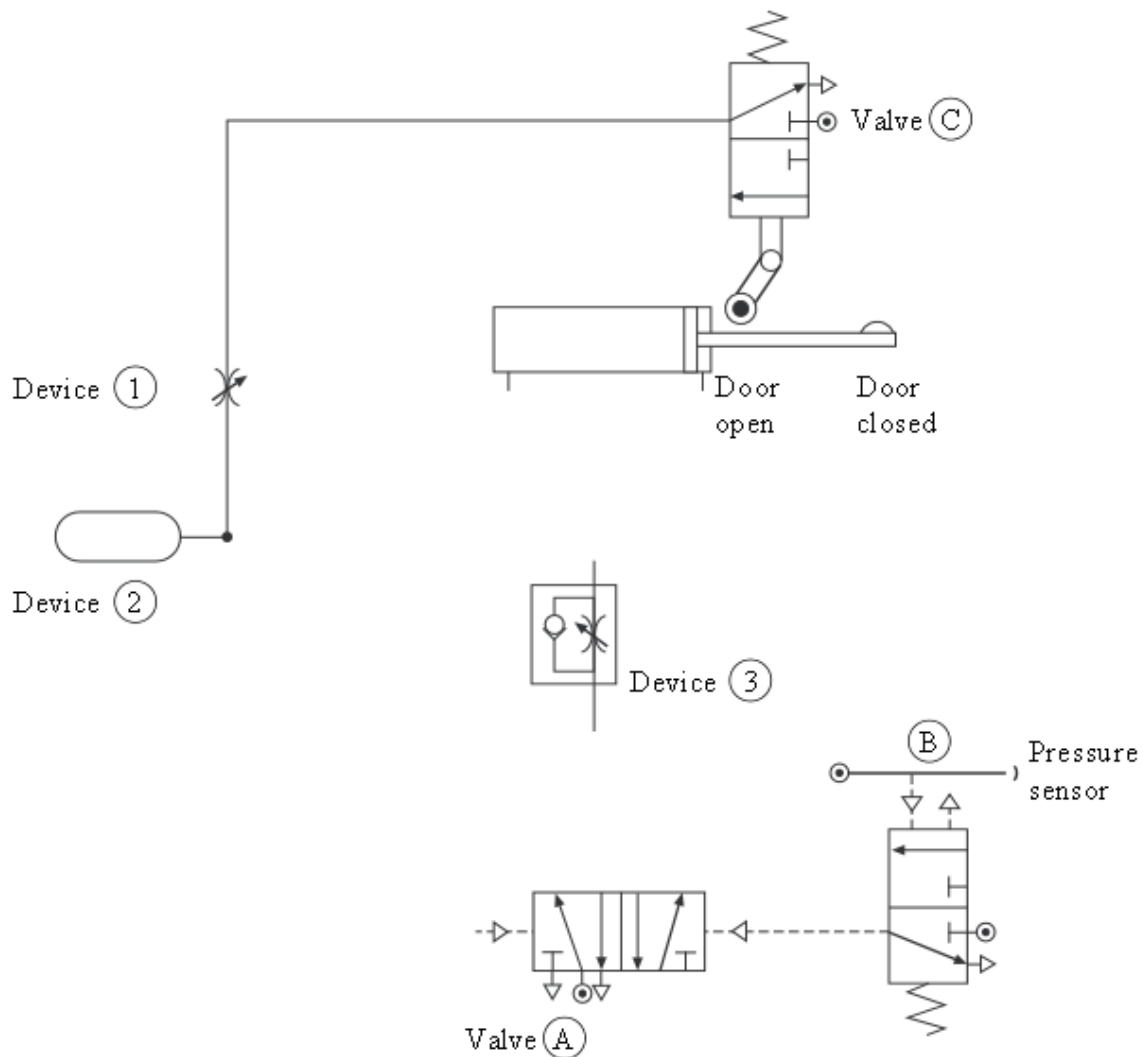 Valve C
Device 1
Door open
Door closed
Device 2
Device 3
B
Pressure sensor
Valve A